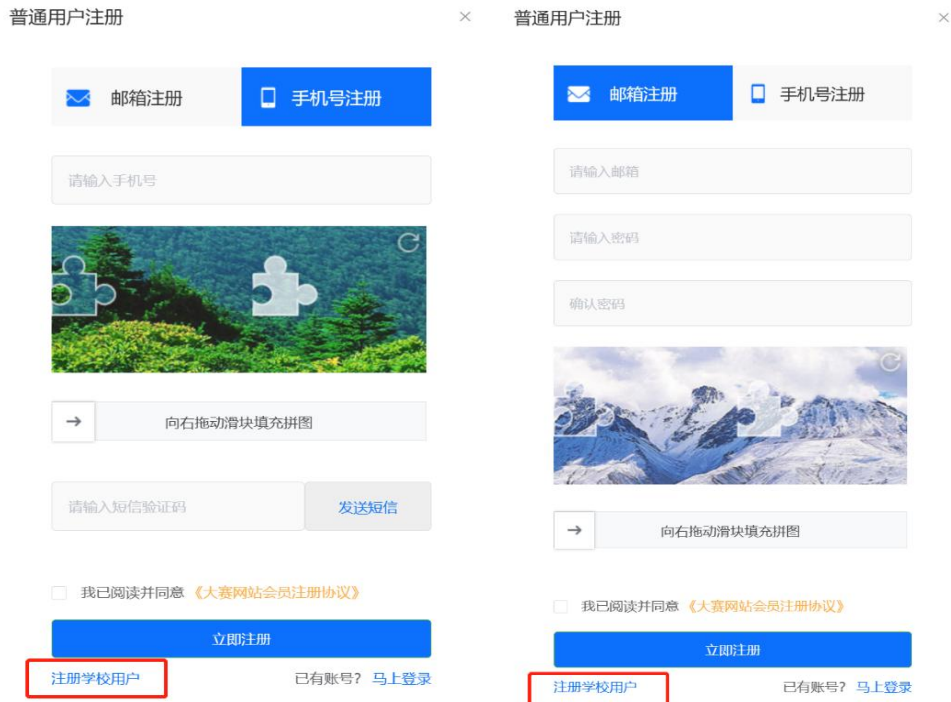 普通用户注册
邮箱注册 手机号注册
请输入手机号
向右拖动滑块填充拼图
请输入短信验证码 发送短信
我已阅读并同意《大赛网站会员注册协议》
立即注册
注册学校用户 已有账号? 马上登录
普通用户注册
邮箱注册 手机号注册
请输入邮箱
请输入密码
确认密码
向右拖动滑块填充拼图
我已阅读并同意《大赛网站会员注册协议》
立即注册
注册学校用户 已有账号? 马上登录